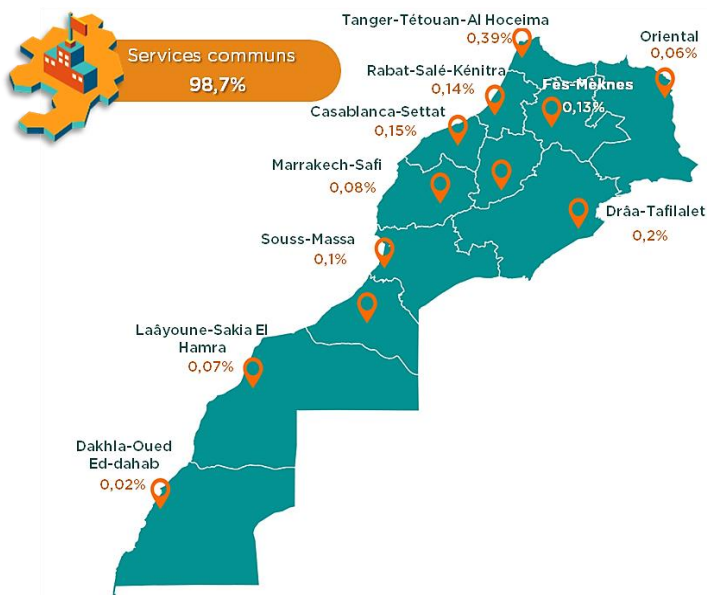 Services communs
98,7%
Tanger-Tétouan-Al Hoceima
0,39%
Oriental
0,06%
Rabat-Salé-Kénitra
0,14%
Fès-Mèknes
0,13%
Casablanca-Settat
0,15%
Marrakech-Safi
0,08%
Drâa-Tafilalet
0,2%
Souss-Massa
0,1%
Laâyoune-Sakia El
Hamra
0,07%
Dakhla-Oued
Ed-dahab
0,02%